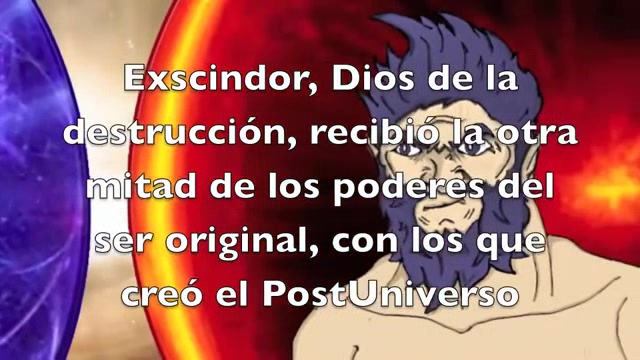 Exscindor, Dios de la
destrucción, recibió la otra
mitad de los poderes del
ser original, con los que
creó el PostUniverso